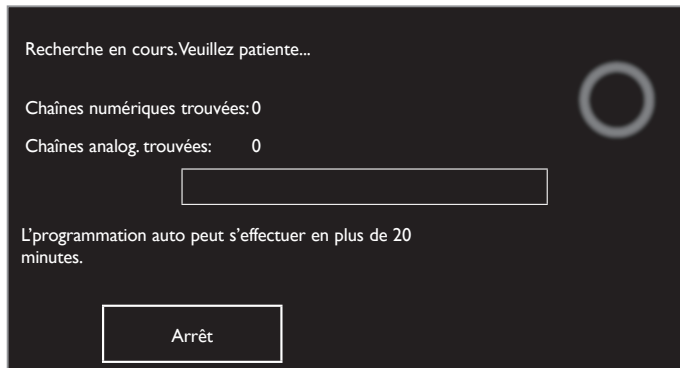 Recherche en cours. Veuillez patiente...
Chaînes numériques trouvées: 0
Chaînes analog. trouvées: 0
L'programmation auto peut s'effectuer en plus de 20
minutes.
Arrêt